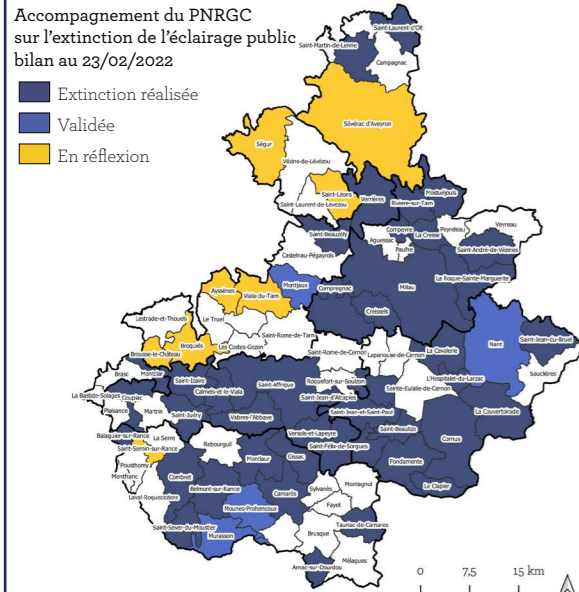 Accompagnement du PNRGC
sur l'extinction de l'éclairage public
bilan au 23/02/2022
Extinction réalisée
Validée
En réflexion
Saint-Laurent-d'Olt
Saint-Martin-de-Lenne
Campagnac
Sévérac d'Aveyron
Ségur
Vézins-de-Lévézou
Saint-Léons
Saint-Laurent-de-Levezou
Verrières
Mostuéjouls
Riviere-sur-Tarn
Peyreleau
Veyreau
Saint-Beauzely
Compeyre
La Cresse
Aguessac
Paulhe
Saint-André-de-Vézines
Castelnau-Pégayrols
La Roque-Sainte-Marguerite
Montjaux
Compregnac
Millau
Ayssènes
Viala-du-Tarn
Creissels
Lestrade-et-Thouels
Le Truel
Saint-Rome-de-Tarn
Broquiès
Les Costes-Gozon
Brousse-le-Château
Saint-Rome-de-Cernon
Lapanouse-de-Cernon
La Cavalerie
Nant
Saint-Jean-du-Bruel
Brasc
Montclar
Saint-Izaire
Saint-Affrique
Roquefort-sur-Soulzon
L'Hospitalet-du-Larzac
Sauclières
La Bastide-Solages
Coupiac
Calmels-et-le-Viala
Saint-Jean-d'Alcapies
Sainte-Eulalie-de-Cernon
Plaisance
Martrin
Saint-Juéry
Vabres-l'Abbaye
Saint-Jean-et-Saint-Paul
La Couvertoirade
Balaguier-sur-Rance
La Serre
Versols-et-Lapeyre
Saint-Beaulize
Saint-Sernin-sur-Rance
Rebourguil
Saint-Félix-de-Sorgues
Cornus
Pousthomy
Montlaur
Gissac
Fondamente
Montfranc
Combret
Laval-Roqueceziere
Belmont-sur-Rance
Camarès
Sylvanès
Montagnol
Le Clapier
Mounes-Prohencoux
Fayet
Saint-Sever-du-Moustier
Murasson
Brusque
Tauriac-de-Camares
Mélagues
Arnac-sur-Dourdou
0 7,5 15 km